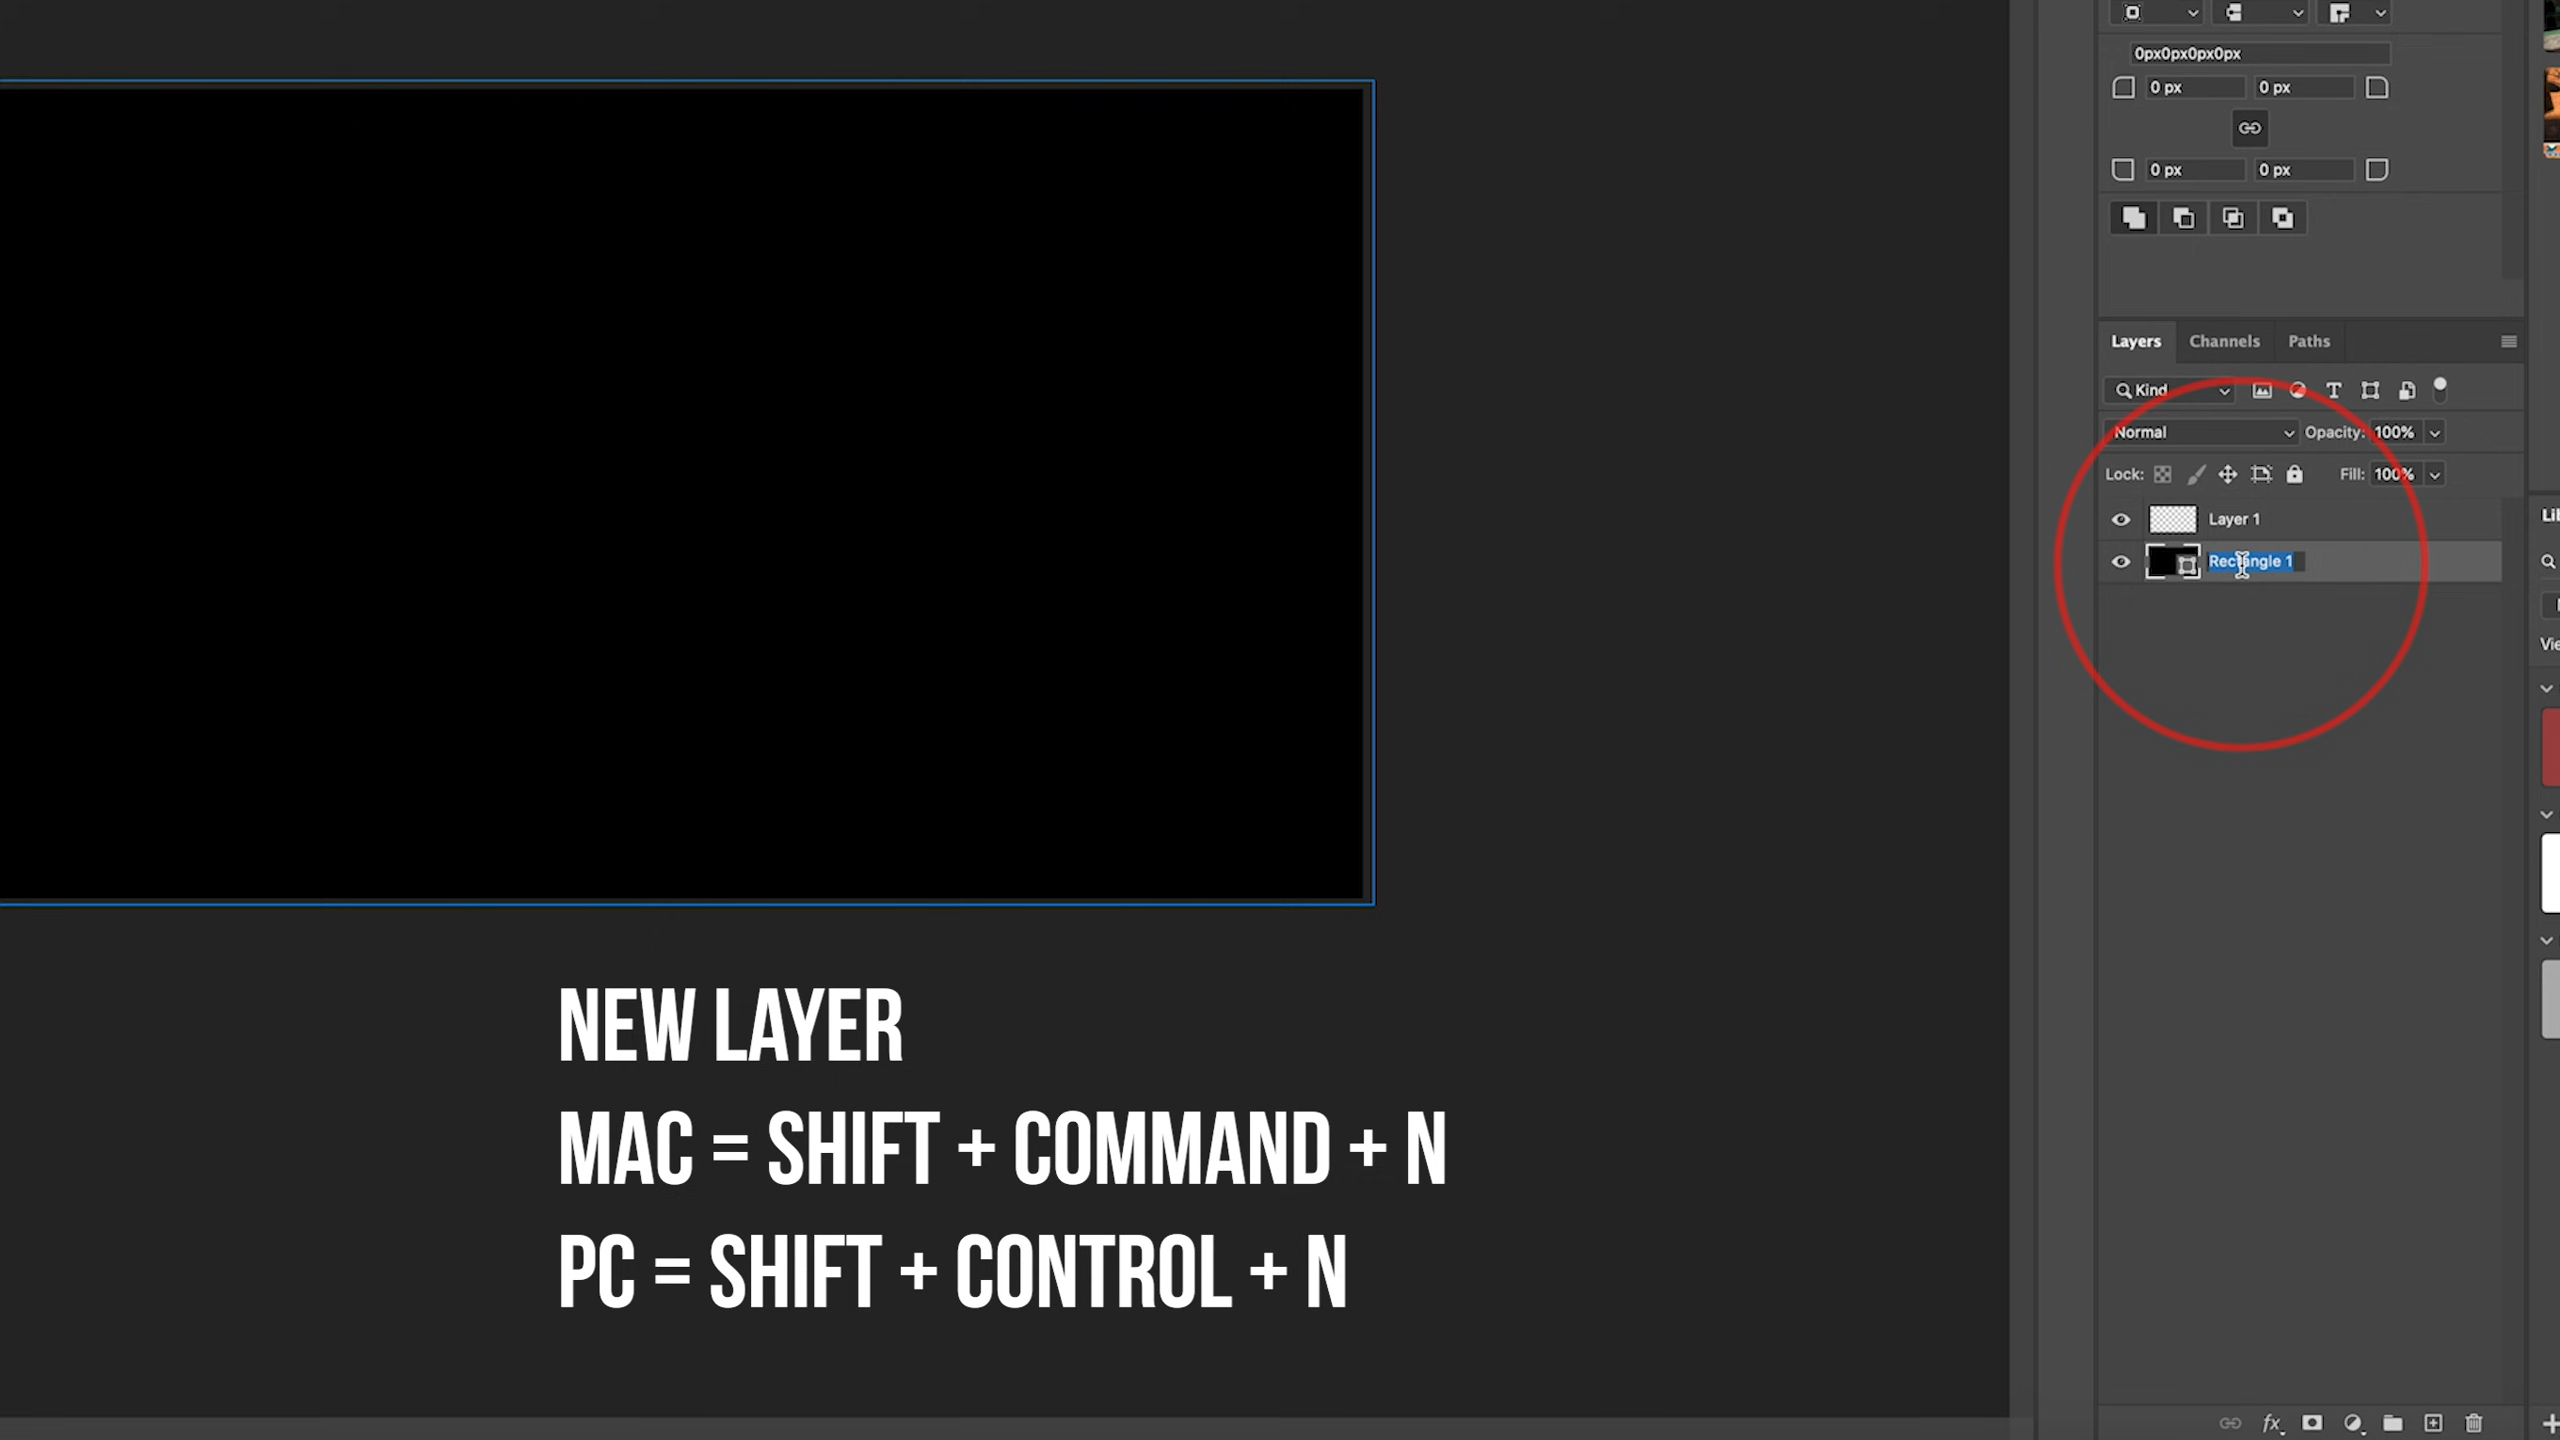 0px0px0px0px
0 px 0 px
0 px 0 px
Layers Channels Paths
Kind
Normal Opacity: 100%
Lock: Fill: 100%
Layer 1
Rectangle 1
NEW LAYER
MAC = SHIFT + COMMAND + N
PC = SHIFT + CONTROL + N
fx